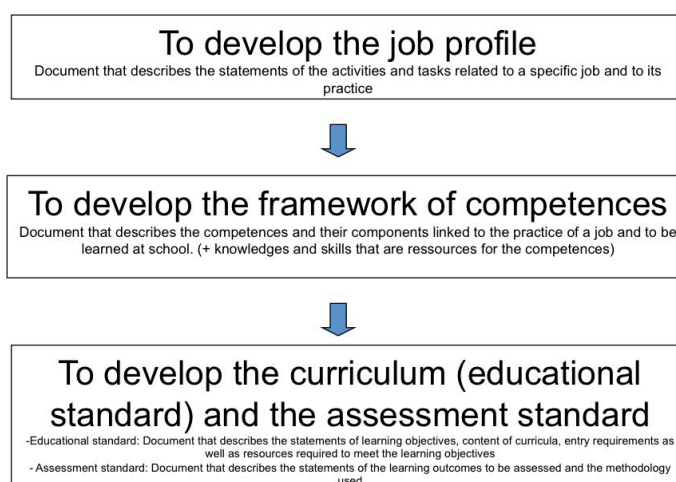 To develop the job profile
Document that describes the statements of the activities and tasks related to a specific job and to its
practice
To develop the framework of competences
Document that describes the competences and their components linked to the practice of a job and to be
learned at school. (+ knowledges and skills that are ressources for the competences)
To develop the curriculum (educational
standard) and the assessment standard
-Educational standard: Document that describes the statements of learning objectives, content of curricula, entry requirements as
well as resources required to meet the learning objectives
- Assessment standard: Document that describes the statements of the learning outcomes to be assessed and the methodology
used